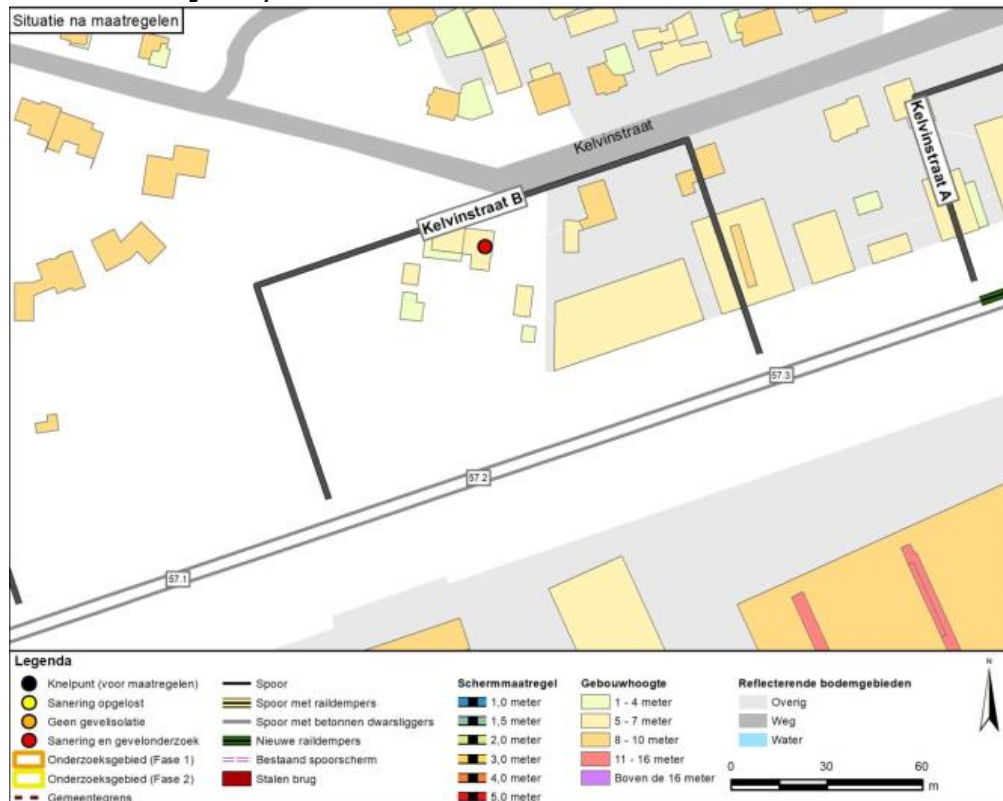 Situatie na maatregelen
Kelvinstraat
Kelvinstraat A
Kelvinstraat B
57.3
57.2
57.1
Legenda
Knelpunt (voor maatregelen)
Sanering opgelost
Geen gevelisolatie
Sanering en gevelonderzoek
Onderzoeksgebied (Fase 1)
Onderzoeksgebied (Fase 2)
Gemeentegrens
Spoor
Spoor met raildempers
Spoor met betonnen dwarsliggers
Nieuwe raildempers
Bestaand spoorscherm
Stalen brug
Schermmaatregel
1,0 meter
1,5 meter
2,0 meter
3,0 meter
4,0 meter
5,0 meter
Gebouwhoogte
1 - 4 meter
5 - 7 meter
8 - 10 meter
11 - 16 meter
Boven de 16 meter
Reflecterende bodemgebieden
Overig
Weg
Water
N
0 30 60
m